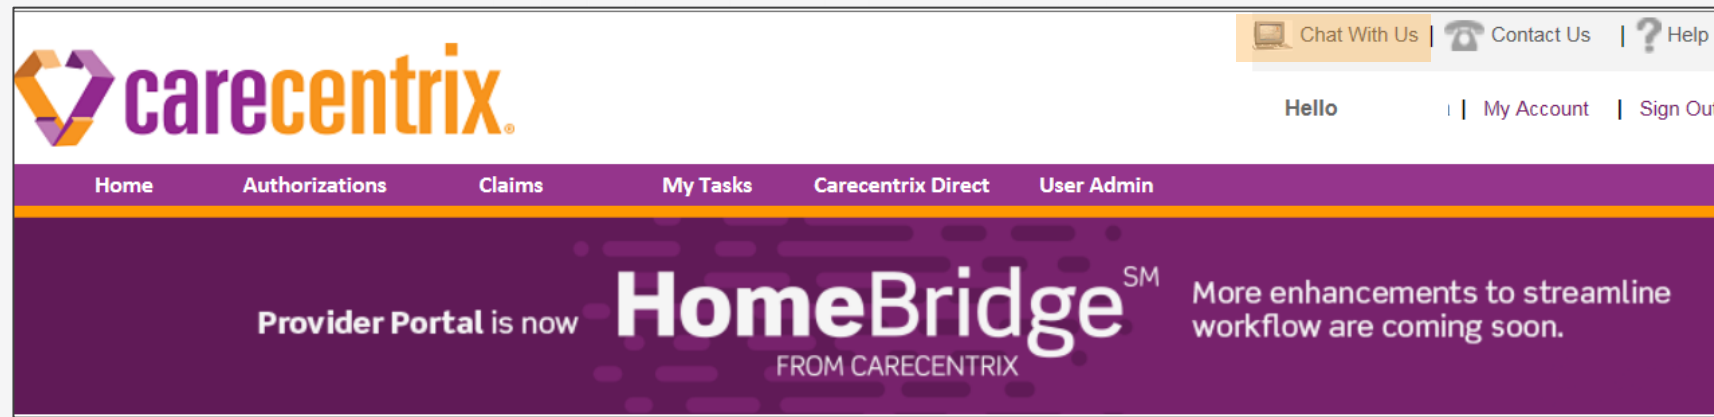 Chat With Us | Contact Us | Help
carecentrix.
Hello | My Account | Sign Out
Home Authorizations Claims My Tasks Carecentrix Direct User Admin
Provider Portal is now HomeBridge SM
FROM CARECENTRIX
More enhancements to streamline
workflow are coming soon.